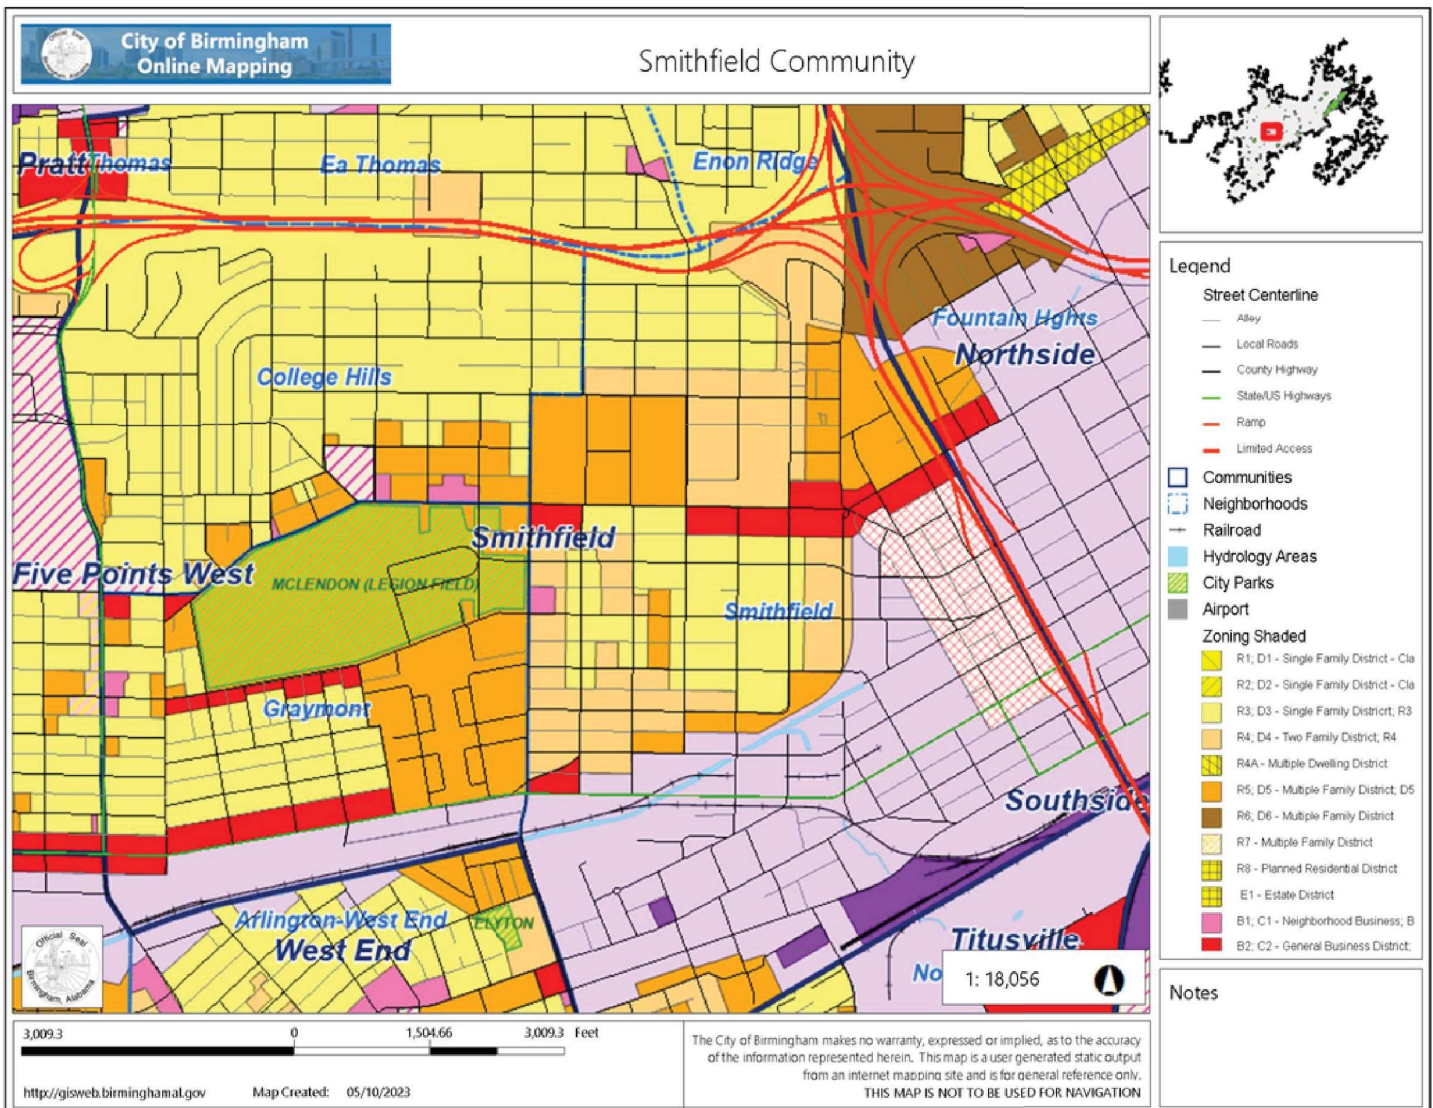 City of Birmingham
Online Mapping
Smithfield Community
Pratt
Thomas
Ea Thomas
Enon Ridge
Fountain Hghts
Northside
College Hills
Smithfield
Five Points West
MCLENDON (LEGION FIELD)
Smithfield
Graymont
Southside
Arlington-West End
ELYTON
West End
Titusville
No
1: 18,056
Official Seal
Birmingham, Alabama
Legend
Street Centerline
Alley
Local Roads
County Highway
State/US Highways
Ramp
Limited Access
Communities
Neighborhoods
Railroad
Hydrology Areas
City Parks
Airport
Zoning Shaded
R1; D1 - Single Family District - Cla
R2; D2 - Single Family District - Cla
R3; D3 - Single Family Districrt; R3
R4; D4 - Two Family District; R4
R4A - Multiple Dwelling District
R5; D5 - Multiple Family District; D5
R6; D6 - Multiple Family District
R7 - Multiple Family District
R8 - Planned Residential District
E1 - Estate District
B1; C1 - Neighborhood Business; B
B2; C2 - General Business District;
Notes
3,009.3 0 1,504.66 3,009.3 Feet
http://gisweb.birminghamal.gov Map Created: 05/10/2023
The City of Birmingham makes no warranty, expressed or implied, as to the accuracy
of the information represented herein. This map is a user generated static output
from an internet mapping site and is for general reference only.
THIS MAP IS NOT TO BE USED FOR NAVIGATION